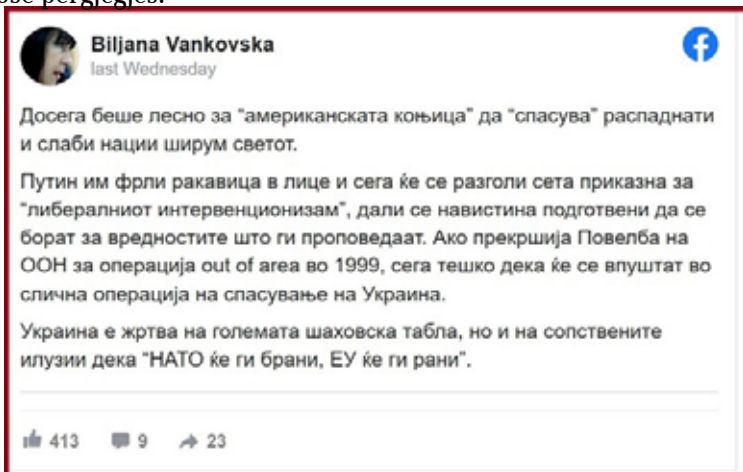 Biljana Vankovska
last Wednesday
Досега беше лесно за “американската коњица” да “спасува” распаднати
и слаби нации ширум светот.
Путин им фрли ракавица в лице и сега ќе се разголи сета приказна за
“либералниот интервенционизам”, дали се навистина подготвени да се
борат за вредностите што ги проповедаат. Ако прекршија Повелба на
ООН за операција out of area во 1999, сега тешко дека ќе се впуштат во
слична операција на спасување на Украина.
Украина е жртва на големата шаховска табла, но и на сопствените
илузии дека “НАТО ќе ги брани, ЕУ ќе ги рани”.
413 9 23